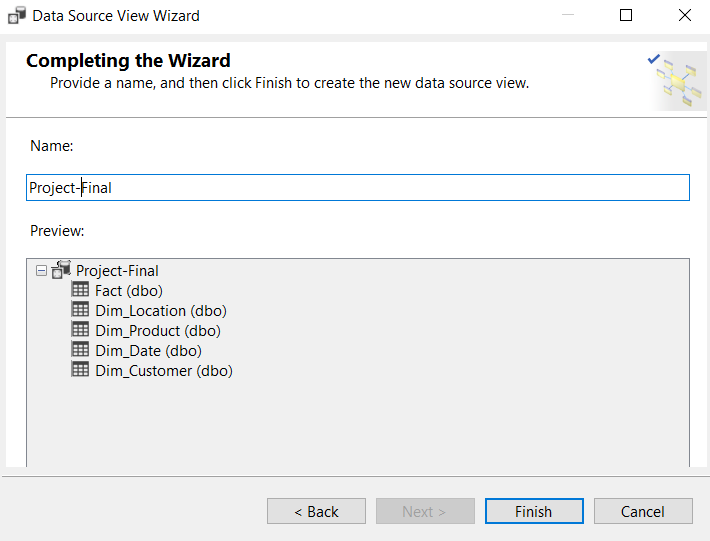 Data Source View Wizard
Completing the Wizard
Provide a name, and then click Finish to create the new data source view.
Name:
Project-Final
Preview:
Project-Final
Fact (dbo)
Dim_Location (dbo)
Dim_Product (dbo)
Dim_Date (dbo)
Dim_Customer (dbo)
< Back
Next >
Finish
Cancel